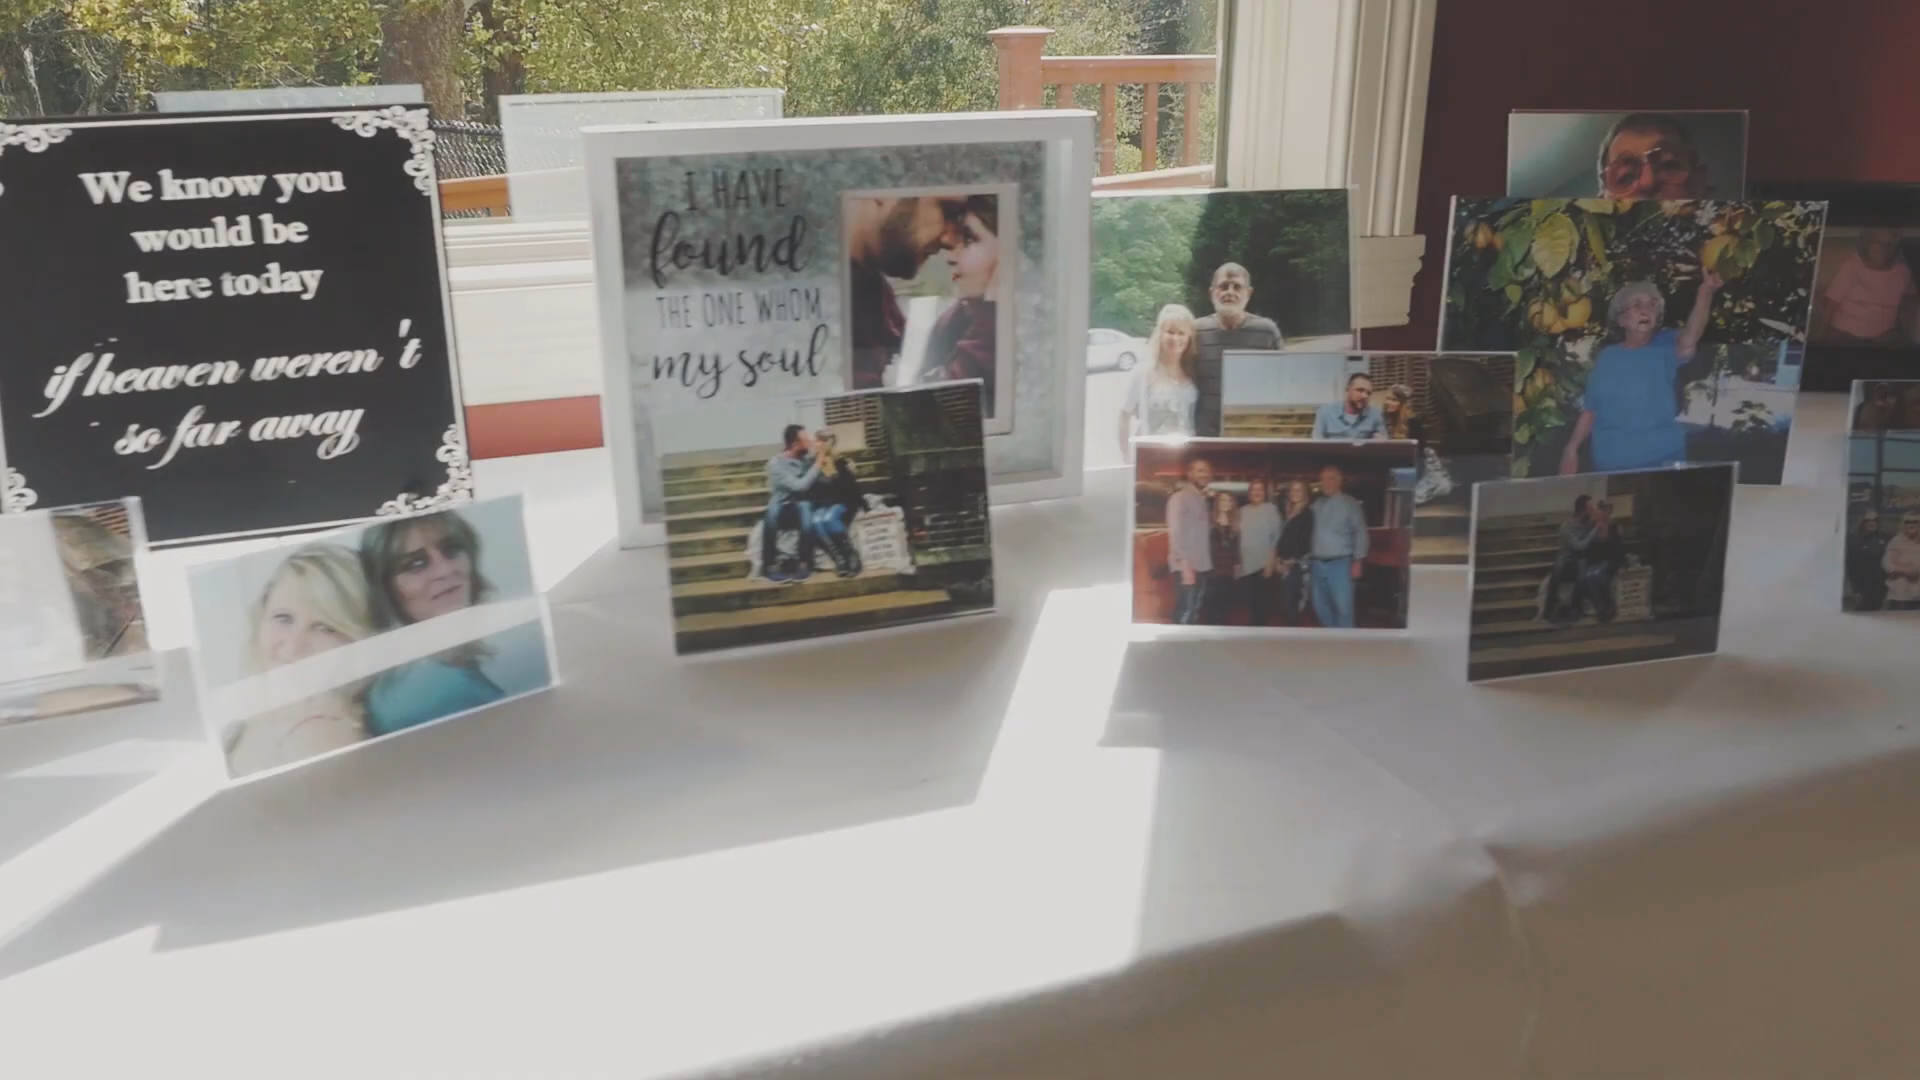 We know you
would be
here today
if heaven weren't
so far away
I HAVE
found
THE ONE WHOM
my soul